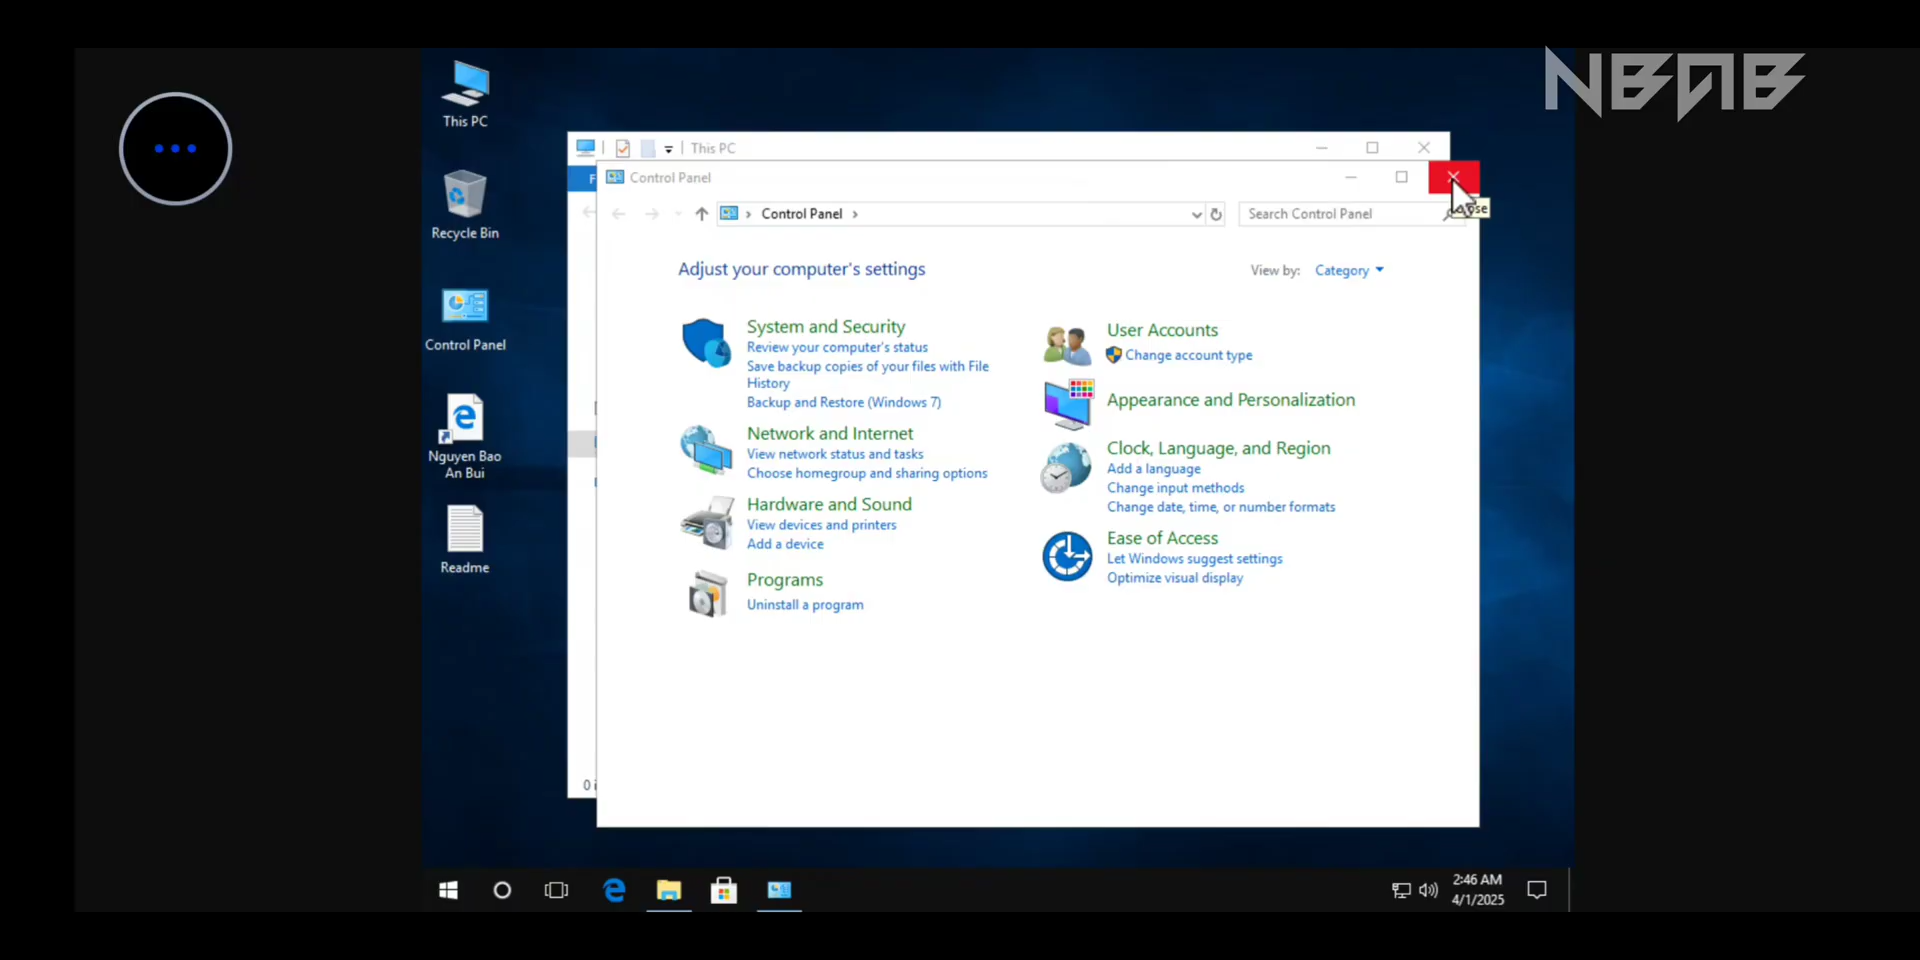 NBAB
This PC
Recycle Bin
Control Panel
Nguyen Bao
An Bui
Readme
This PC
F
Control Panel
Control Panel
Search Control Panel
Adjust your computer's settings
View by: Category
System and Security
Review your computer's status
Save backup copies of your files with File
History
Backup and Restore (Windows 7)
Network and Internet
View network status and tasks
Choose homegroup and sharing options
Hardware and Sound
View devices and printers
Add a device
Programs
Uninstall a program
User Accounts
Change account type
Appearance and Personalization
Clock, Language, and Region
Add a language
Change input methods
Change date, time, or number formats
Ease of Access
Let Windows suggest settings
Optimize visual display
0 i
2:46 AM
4/1/2025